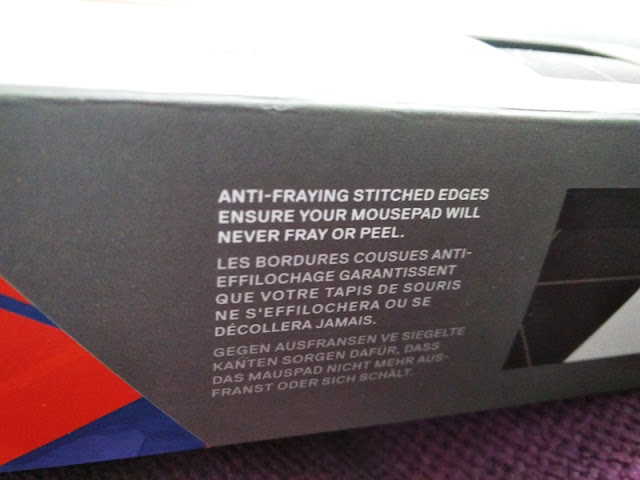 ANTI-FRAYING STITCHED EDGES
ENSURE YOUR MOUSEPAD WILL
NEVER FRAY OR PEEL.
LES BORDURES COUSUES ANTI-
EFFILOCHAGE GARANTISSENT
QUE VOTRE TAPIS DE SOURIS
NE S'EFFILOCHERA OU SE
DÉCOLLERA JAMAIS.
GEGEN AUSFRANSEN VE SIEGELTE
KANTEN SORGEN DAFÜR, DASS
DAS MAUSPAD NICHT MEHR AUS-
FRANST ODER SICH SCHÄLT.